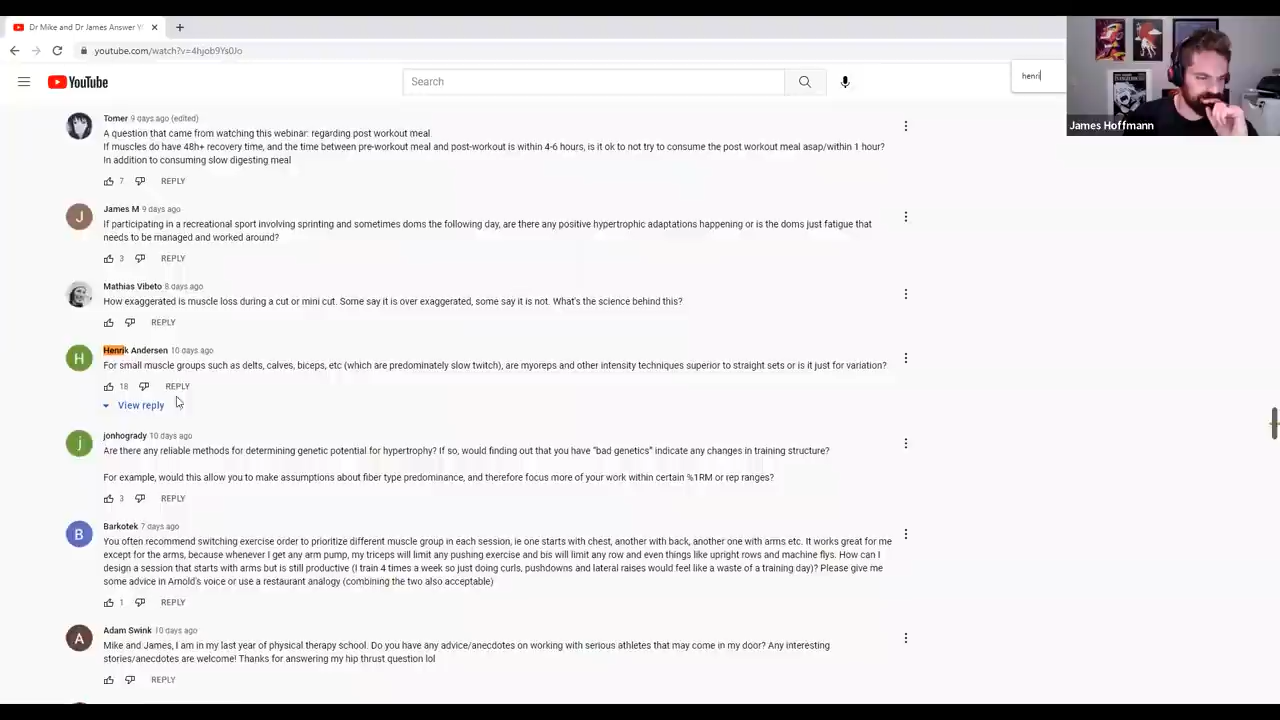 Dr Mike and Dr James Answer Y
youtube.com/watch?v=4hjob9Ys0Jo
YouTube
Search
henri
James Hoffmann
Tomer 9 days ago (edited)
A question that came from watching this webinar: regarding post workout meal.
If muscles do have 48h+ recovery time, and the time between pre-workout meal and post-workout is within 4-6 hours, is it ok to not try to consume the post workout meal asap/within 1 hour?
In addition to consuming slow digesting meal
7 REPLY
James M 9 days ago
If participating in a recreational sport involving sprinting and sometimes doms the following day, are there any positive hypertrophic adaptations happening or is the doms just fatigue that
needs to be managed and worked around?
3 REPLY
Mathias Vibeto 8 days ago
How exaggerated is muscle loss during a cut or mini cut. Some say it is over exaggerated, some say it is not. What's the science behind this?
REPLY
H Henrik Andersen 10 days ago
For small muscle groups such as delts, calves, biceps, etc (which are predominately slow twitch), are myoreps and other intensity techniques superior to straight sets or is it just for variation?
18 REPLY
View reply
jonhogrady 10 days ago
Are there any reliable methods for determining genetic potential for hypertrophy? If so, would finding out that you have "bad genetics" indicate any changes in training structure?
For example, would this allow you to make assumptions about fiber type predominance, and therefore focus more of your work within certain %1RM or rep ranges?
3 REPLY
B Barkotek 7 days ago
You often recommend switching exercise order to prioritize different muscle group in each session, ie one starts with chest, another with back, another one with arms etc. It works great for me
except for the arms, because whenever I get any arm pump, my triceps will limit any pushing exercise and bis will limit any row and even things like upright rows and machine flys. How can I
design a session that starts with arms but is still productive (I train 4 times a week so just doing curls, pushdowns and lateral raises would feel like a waste of a training day)? Please give me
some advice in Arnold's voice or use a restaurant analogy (combining the two also acceptable)
1 REPLY
A Adam Swink 10 days ago
Mike and James, I am in my last year of physical therapy school. Do you have any advice/anecdotes on working with serious athletes that may come in my door? Any interesting
stories/anecdotes are welcome! Thanks for answering my hip thrust question lol
REPLY